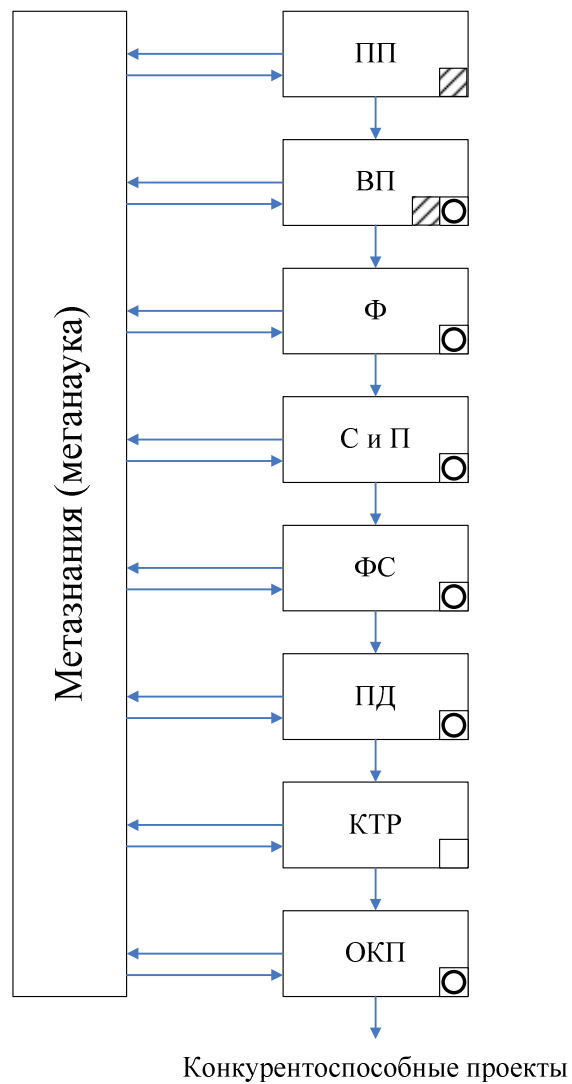 Метазнания (меганаука)
ПП
ВП
Ф
С и П
ФС
ПД
КТР
ОКП
Конкурентоспособные проекты